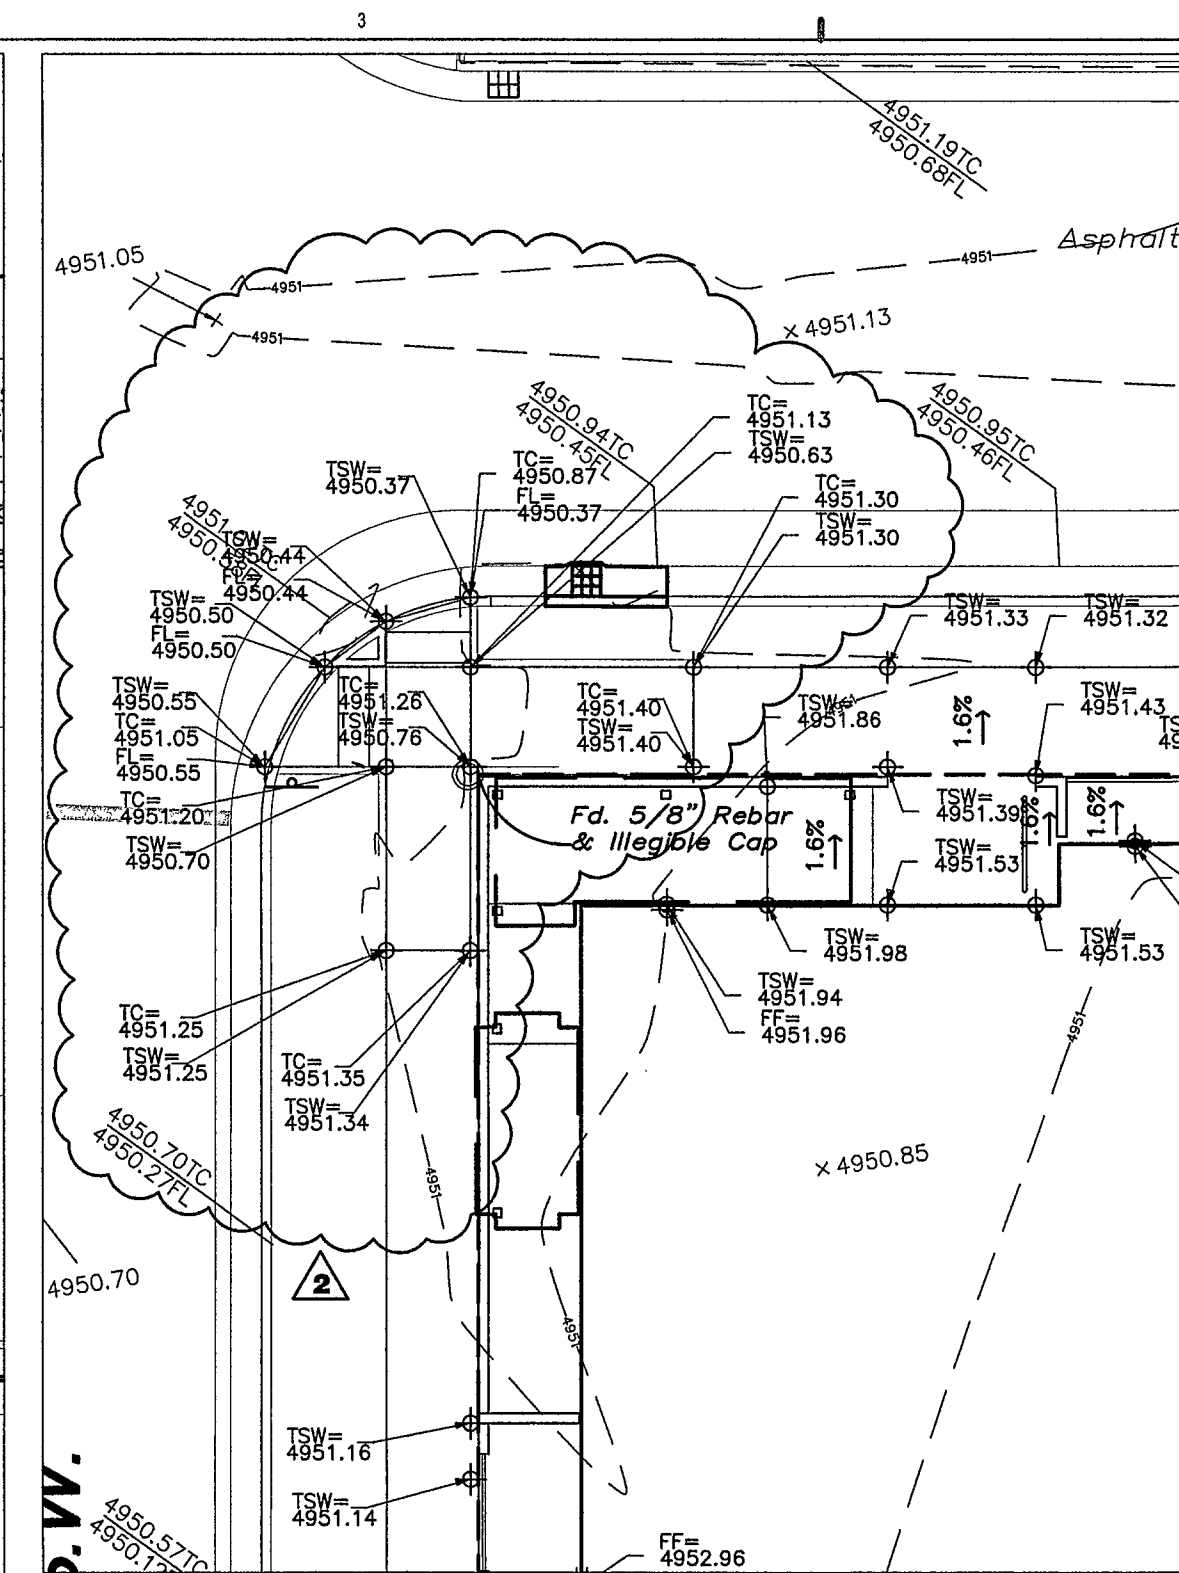 3
4951.19TC
4950.68FL
Asphalt
4951.05
4951
4951
4951
× 4951.13
4950.94TC
4950.45FL
4950.95TC
4950.46FL
TC=
4951.13
TSW=
4950.63
TSW=
4950.37
TC=
4950.87
FL=
4950.37
TC=
4951.30
TSW=
4951.30
TSW=
4950.44
FL=
4950.44
TSW=
4950.50
FL=
4950.50
TSW=
4951.33
TSW=
4951.32
TSW=
4950.55
TC=
4951.05
FL=
4950.55
TC=
4951.26
TSW=
4950.76
TC=
4951.40
TSW=
4951.40
TSW=
4951.86
1.6%
TSW=
4951.43
TC=
4951.20
TSW=
4950.70
Fd. 5/8" Rebar
& Illegible Cap
1.6%
TSW=
4951.39
1.6%
1.6%
TSW=
4951.53
TSW=
4951.98
TSW=
4951.53
TSW=
4951.94
FF=
4951.96
TC=
4951.25
TSW=
4951.25
TC=
4951.35
TSW=
4951.34
4951
4950.70TC
4950.27FL
4951
× 4950.85
4950.70
2
4951
TSW=
4951.16
TSW=
4951.14
4950.57TC
FF=
4952.96